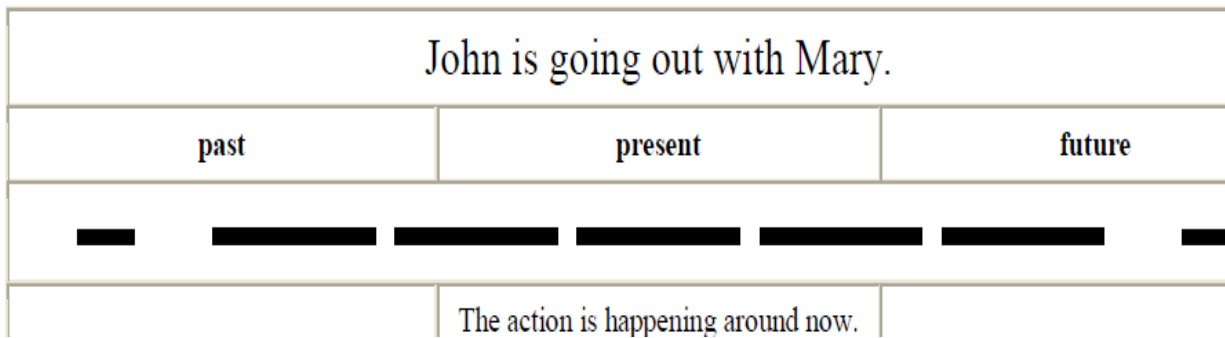 John is going out with Mary.
past present future
The action is happening around now.